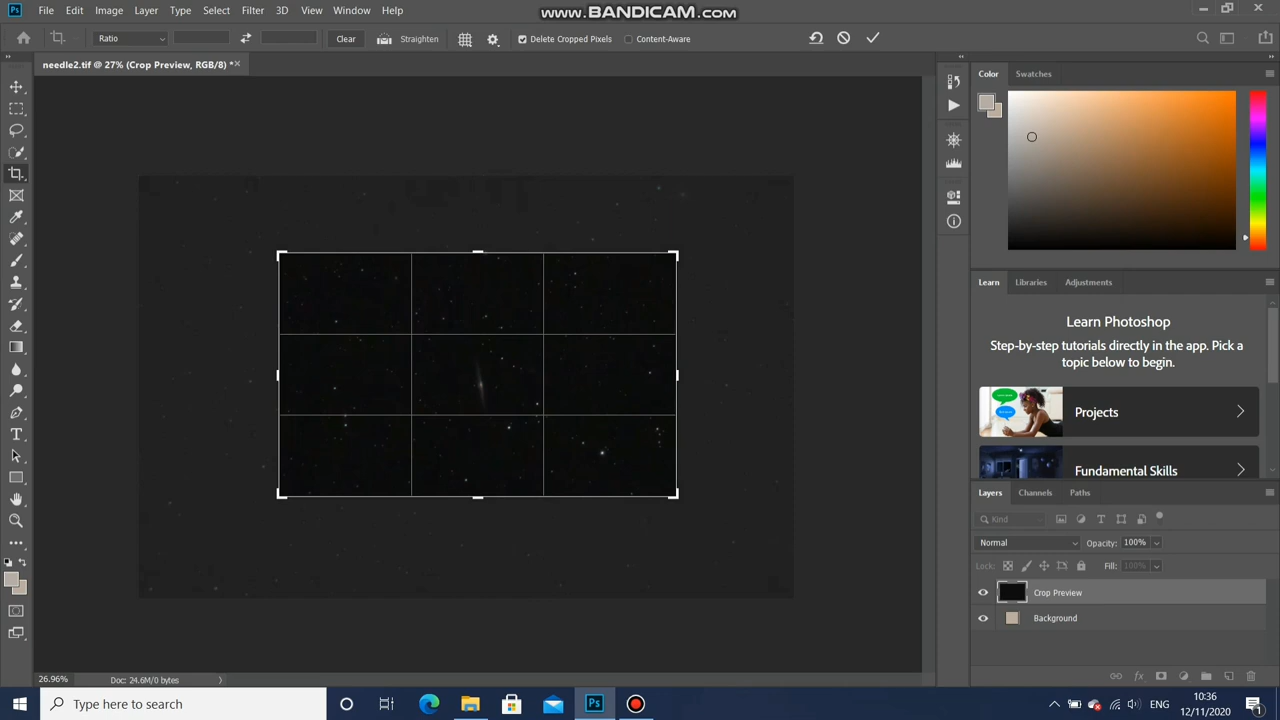 www.BANDICAM.com
Ps File Edit Image Layer Type Select Filter 3D View Window Help
Ratio Clear Straighten Delete Cropped Pixels Content-Aware
needle2.tif @ 27% (Crop Preview, RGB/8) *
Color Swatches
Learn Libraries Adjustments
Learn Photoshop
Step-by-step tutorials directly in the app. Pick a
topic below to begin.
Projects
Fundamental Skills
Layers Channels Paths
Kind
Normal Opacity: 100%
Lock: Fill: 100%
Crop Preview
Background
26.96% Doc: 24.6M/0 bytes
Type here to search Ps ENG 10:36
12/11/2020 1